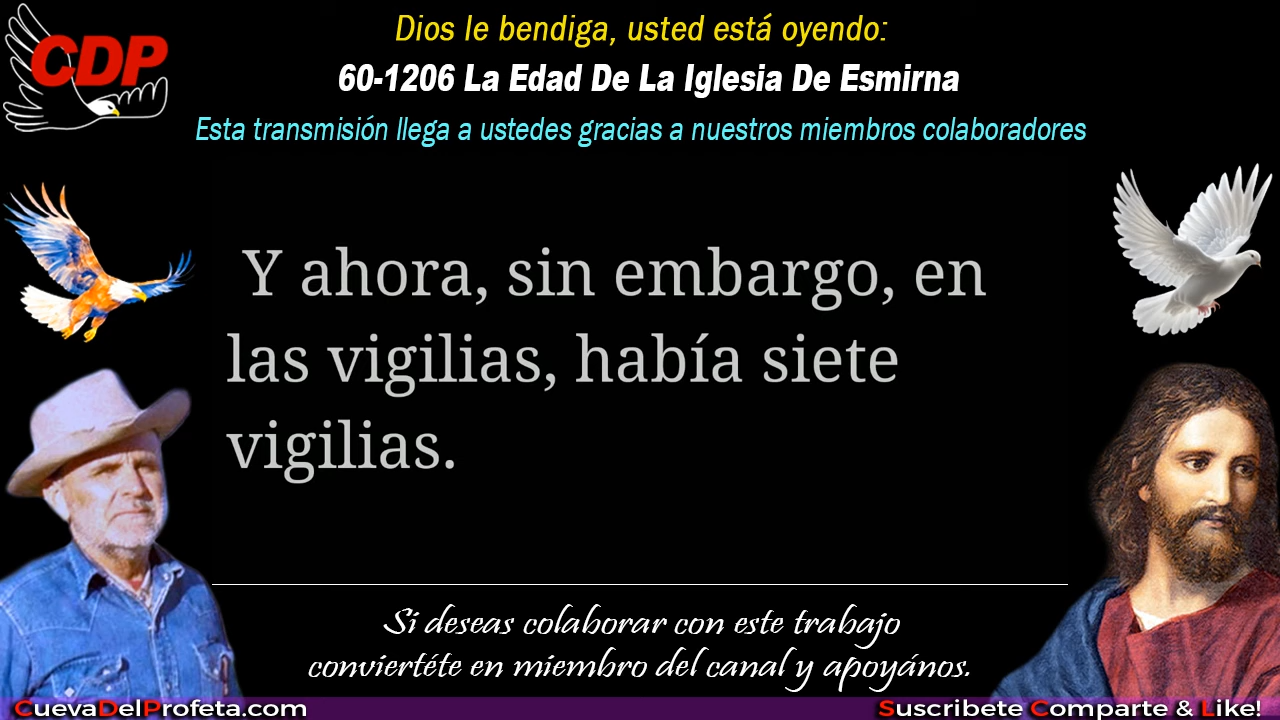 CDP
Dios le bendiga, usted está oyendo:
60-1206 La Edad De La Iglesia De Esmirna
Esta transmisión llega a ustedes gracias a nuestros miembros colaboradores
Y ahora, sin embargo, en
las vigilias, había siete
vigilias.
Si deseas colaborar con este trabajo
conviertéte en miembro del canal y apoyános.
CuevaDelProfeta.com
Suscribete Comparte & Like!